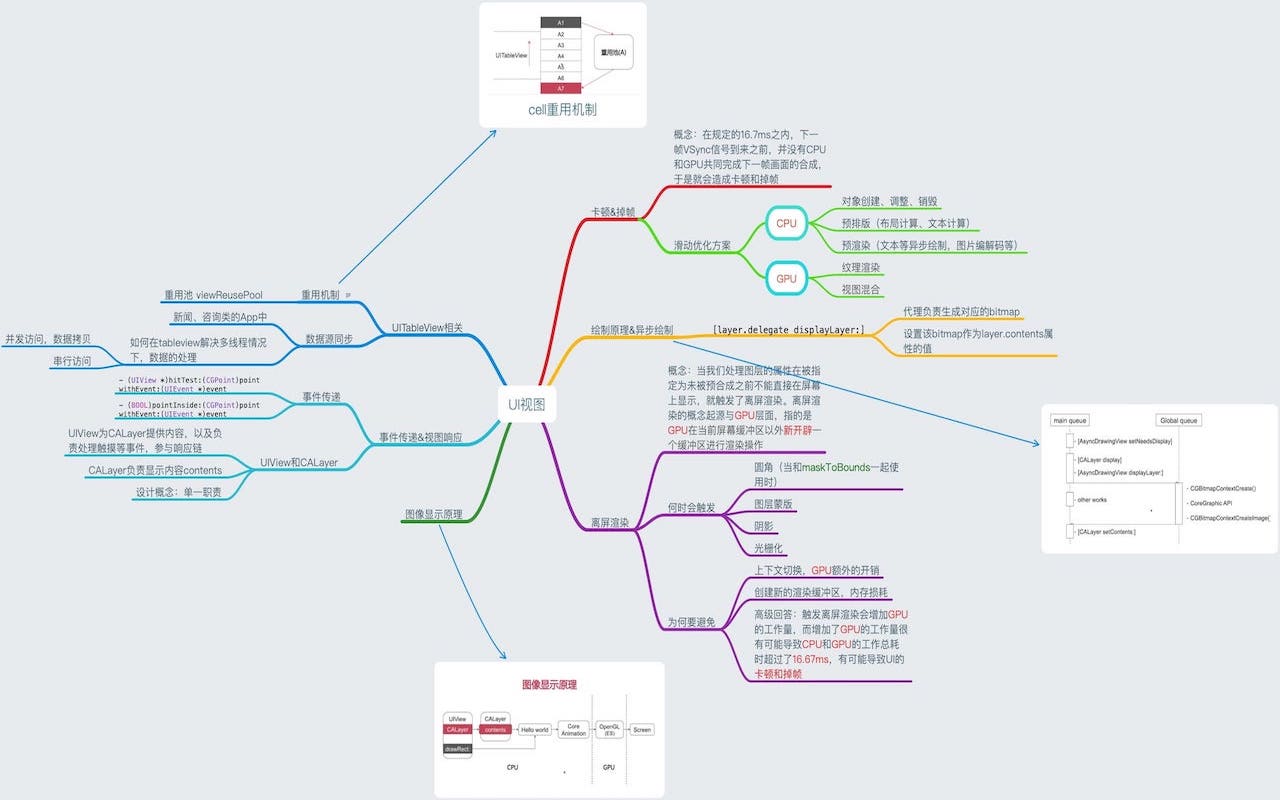 A1
A2
A3
UITableView
A4
A5
A6
A7
重用池(A)
cell重用机制
概念：在规定的16.7ms之内，下一
帧VSync信号到来之前，并没有CPU
和GPU共同完成下一帧画面的合成，
于是就会造成卡顿和掉帧
卡顿&掉帧
滑动优化方案
CPU
对象创建、调整、销毁
预排版（布局计算、文本计算）
预渲染（文本等异步绘制，图片编解码等）
GPU
纹理渲染
视图混合
绘制原理&异步绘制
[layer.delegate displayLayer:]
代理负责生成对应的bitmap
设置该bitmap作为layer.contents属
性的值
重用池 viewReusePool
重用机制
UITableView相关
新闻、咨询类的App中
数据源同步
并发访问，数据拷贝
串行访问
如何在tableview解决多线程情况
下，数据的处理
UI视图
- (UIView *)hitTest:(CGPoint)point
withEvent:(UIEvent *)event
- (BOOL)pointInside:(CGPoint)point
withEvent:(UIEvent *)event
事件传递
事件传递&视图响应
UIView为CALayer提供内容，以及负
责处理触摸等事件，参与响应链
CALayer负责显示内容contents
设计概念：单一职责
UIView和CALayer
图像显示原理
概念：当我们处理图层的属性在被指
定为未被预合成之前不能直接在屏幕
上显示，就触发了离屏渲染。离屏渲
染的概念起源与GPU层面，指的是
GPU在当前屏幕缓冲区以外新开辟一
个缓冲区进行渲染操作
离屏渲染
何时会触发
圆角（当和maskToBounds一起使
用时）
图层蒙版
阴影
光栅化
为何要避免
上下文切换，GPU额外的开销
创建新的渲染缓冲区，内存损耗
高级回答：触发离屏渲染会增加GPU
的工作量，而增加了GPU的工作量很
有可能导致CPU和GPU的工作总耗
时超过了16.67ms，有可能导致UI的
卡顿和掉帧
main queue
Global queue
- [AsyncDrawingView setNeedsDisplay]
- [CALayer display]
- [AsyncDrawingView displayLayer:]
- CGBitmapContextCreate()
- other works
- CoreGraphic API
- CGBitmapContextCreateImage()
- [CALayer setContents:]
图像显示原理
UIView
CALayer
drawRect:
CALayer
contents
Hello world
Core
Animation
OpenGL
(ES)
Screen
CPU
GPU